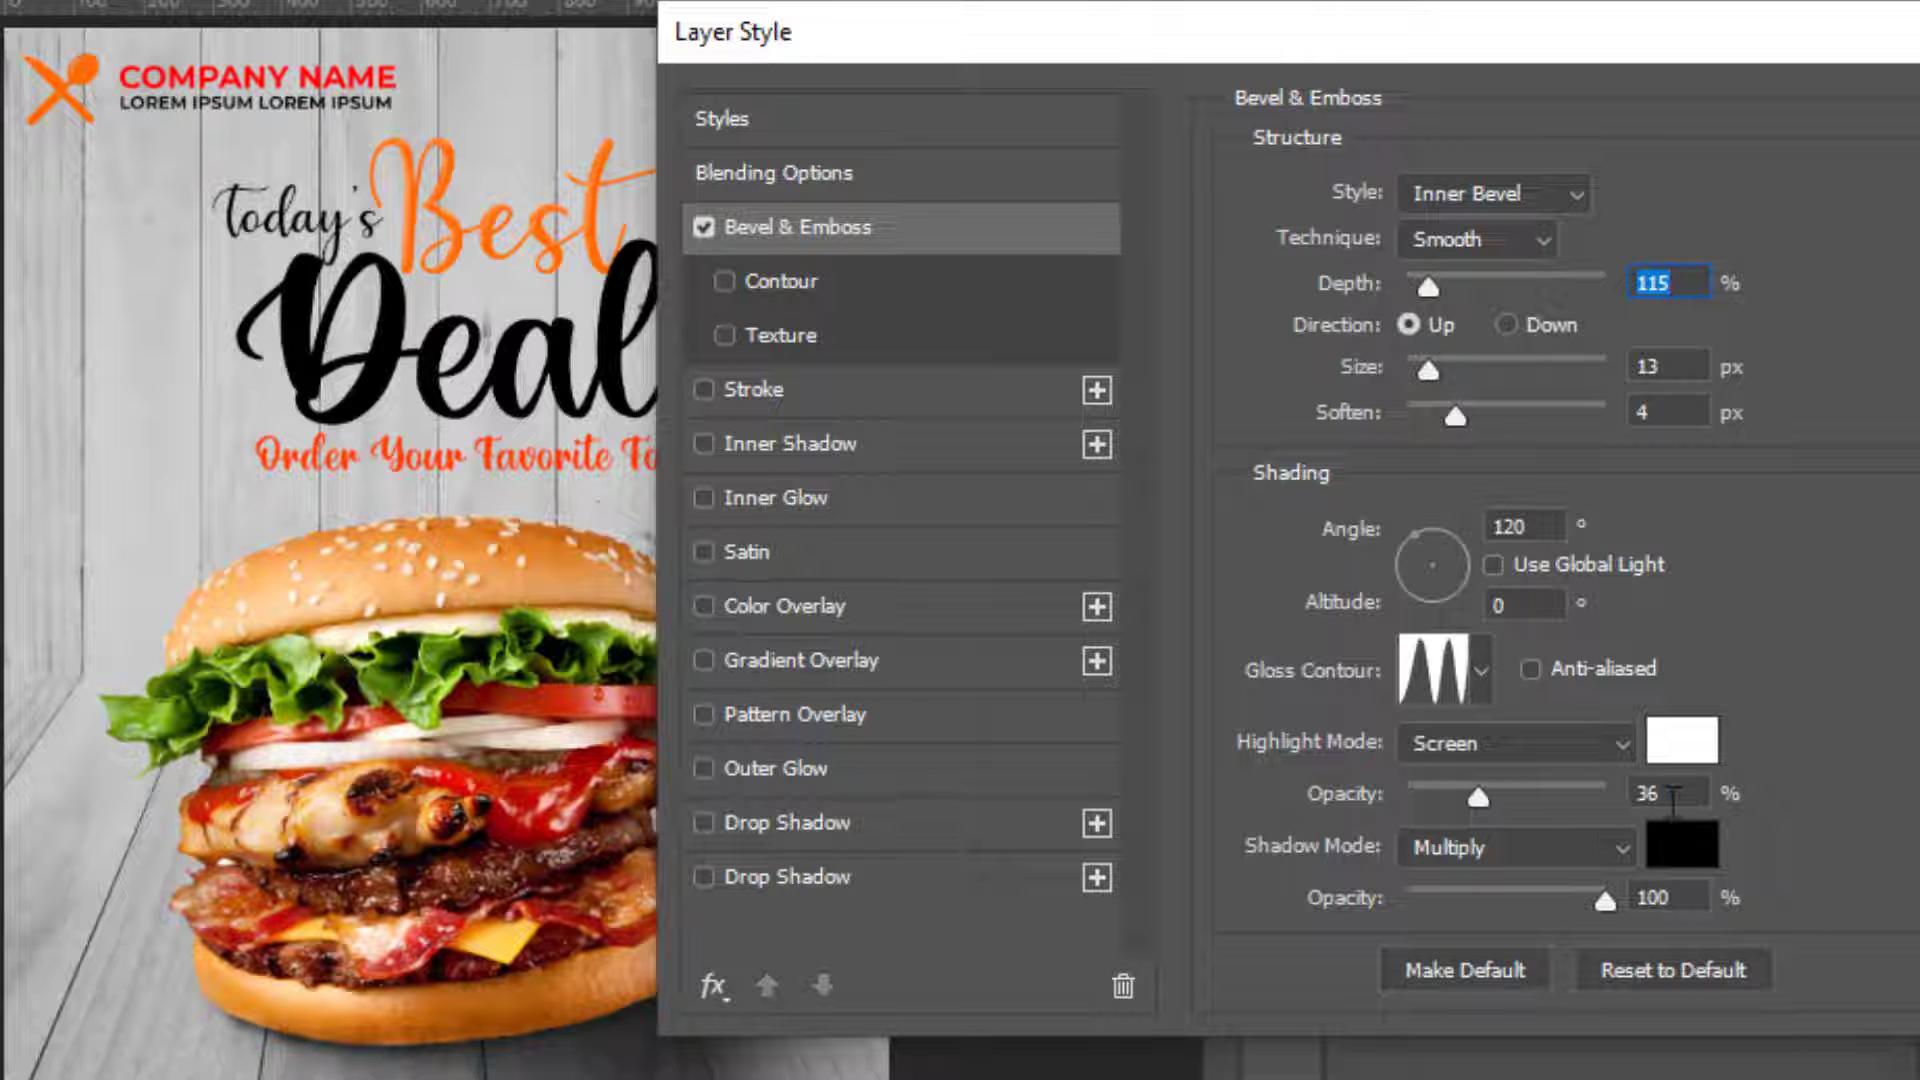 Layer Style
COMPANY NAME
LOREM IPSUM LOREM IPSUM
Today's Best
Deal
Order Your Favorite Fo
Styles
Blending Options
Bevel & Emboss
Contour
Texture
Stroke
Inner Shadow
Inner Glow
Satin
Color Overlay
Gradient Overlay
Pattern Overlay
Outer Glow
Drop Shadow
Drop Shadow
fx
Bevel & Emboss
Structure
Style: Inner Bevel
Technique: Smooth
Depth: 115 %
Direction: Up Down
Size: 13 px
Soften: 4 px
Shading
Angle: 120 °
Use Global Light
Altitude: 0 °
Gloss Contour: Anti-aliased
Highlight Mode: Screen
Opacity: 36 %
Shadow Mode: Multiply
Opacity: 100 %
Make Default Reset to Default